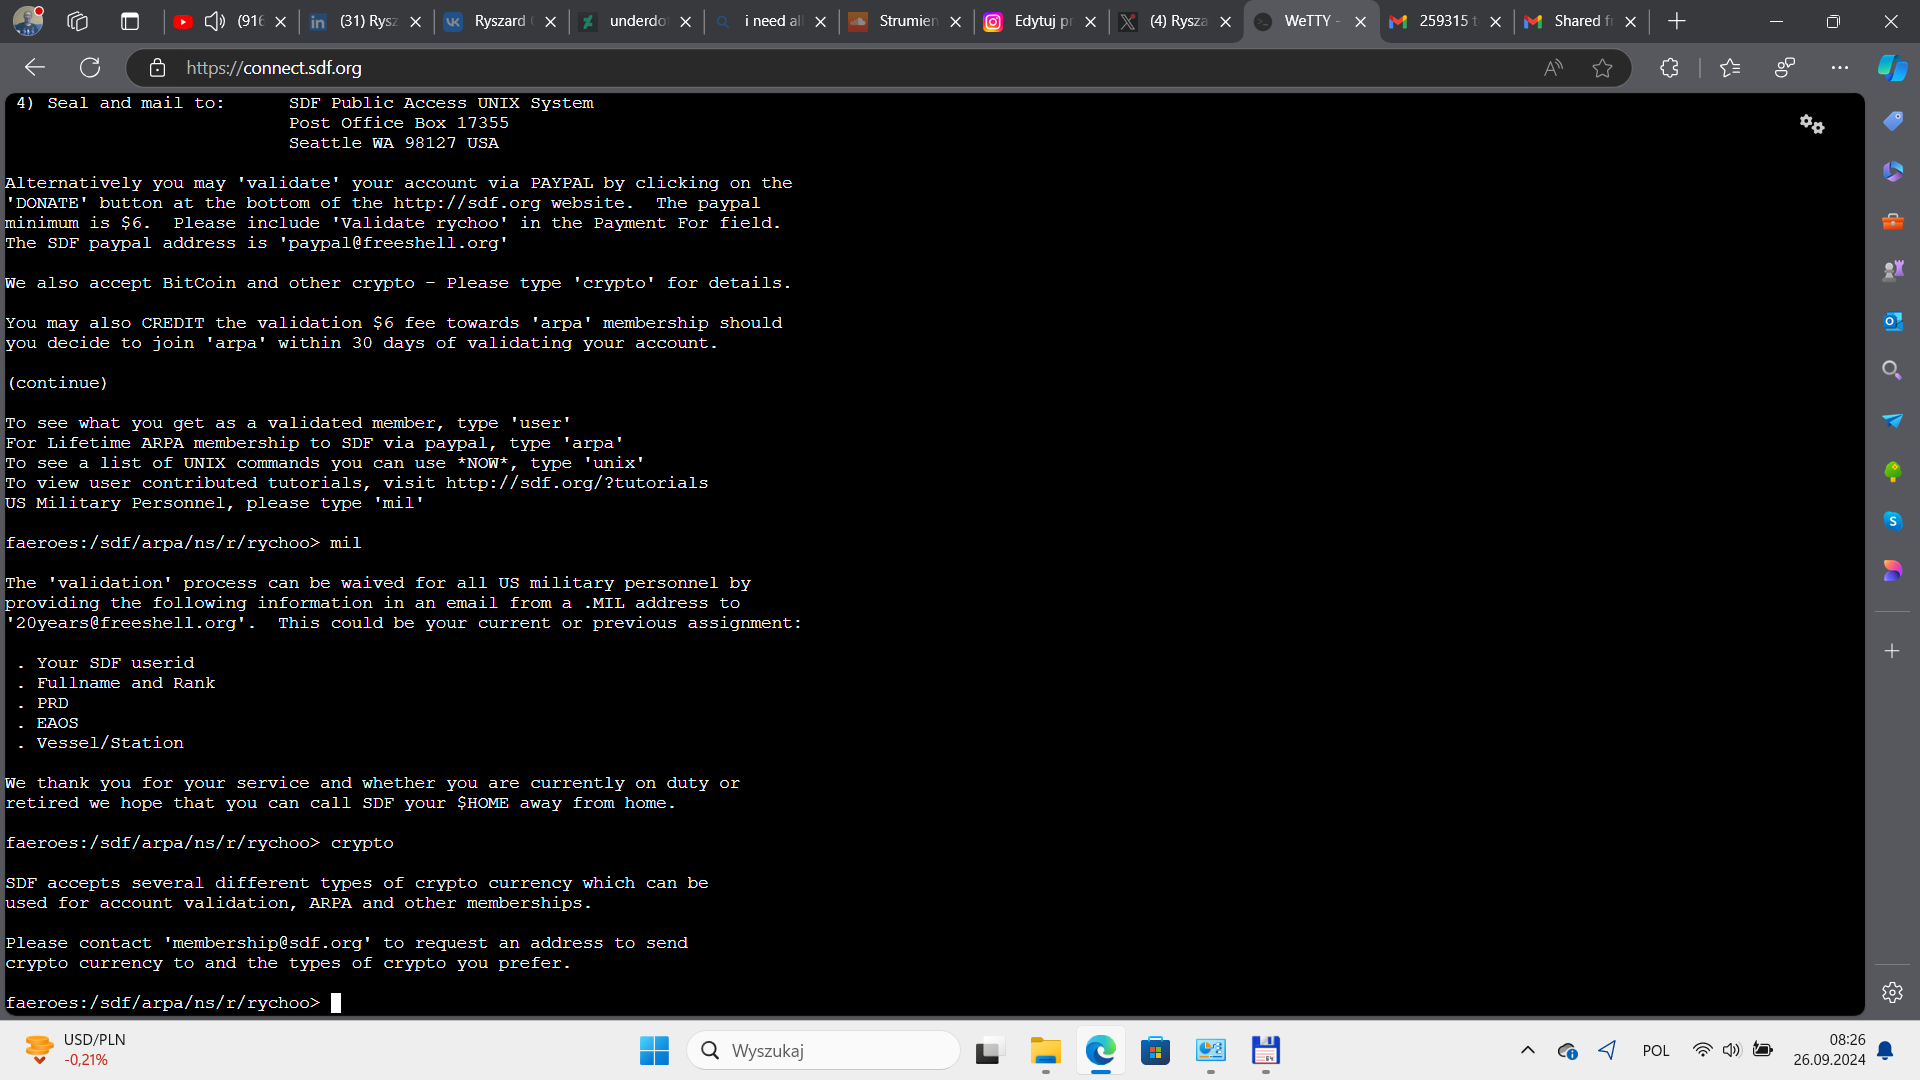 (916
(31) Rysz
Ryszard
underdo
i need all
Strumien
Edytuj pr
(4) Rysza
WeTTY -
259315 t
Shared f
https://connect.sdf.org
4) Seal and mail to:      SDF Public Access UNIX System
Post Office Box 17355
Seattle WA 98127 USA
Alternatively you may 'validate' your account via PAYPAL by clicking on the
'DONATE' button at the bottom of the http://sdf.org website.  The paypal
minimum is $6.  Please include 'Validate rychoo' in the Payment For field.
The SDF paypal address is 'paypal@freeshell.org'
We also accept BitCoin and other crypto - Please type 'crypto' for details.
You may also CREDIT the validation $6 fee towards 'arpa' membership should
you decide to join 'arpa' within 30 days of validating your account.
(continue)
To see what you get as a validated member, type 'user'
For Lifetime ARPA membership to SDF via paypal, type 'arpa'
To see a list of UNIX commands you can use *NOW*, type 'unix'
To view user contributed tutorials, visit http://sdf.org/?tutorials
US Military Personnel, please type 'mil'
faeroes:/sdf/arpa/ns/r/rychoo> mil
The 'validation' process can be waived for all US military personnel by
providing the following information in an email from a .MIL address to
'20years@freeshell.org'.  This could be your current or previous assignment:
. Your SDF userid
. Fullname and Rank
. PRD
. EAOS
. Vessel/Station
We thank you for your service and whether you are currently on duty or
retired we hope that you can call SDF your $HOME away from home.
faeroes:/sdf/arpa/ns/r/rychoo> crypto
SDF accepts several different types of crypto currency which can be
used for account validation, ARPA and other memberships.
Please contact 'membership@sdf.org' to request an address to send
crypto currency to and the types of crypto you prefer.
faeroes:/sdf/arpa/ns/r/rychoo>
USD/PLN
-0,21%
Wyszukaj
POL
08:26
26.09.2024